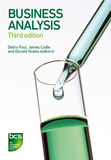 BUSINESS
ANALYSIS
Third edition
Debra Paul, James Cadle
and Donald Yeates (editors)
bcs